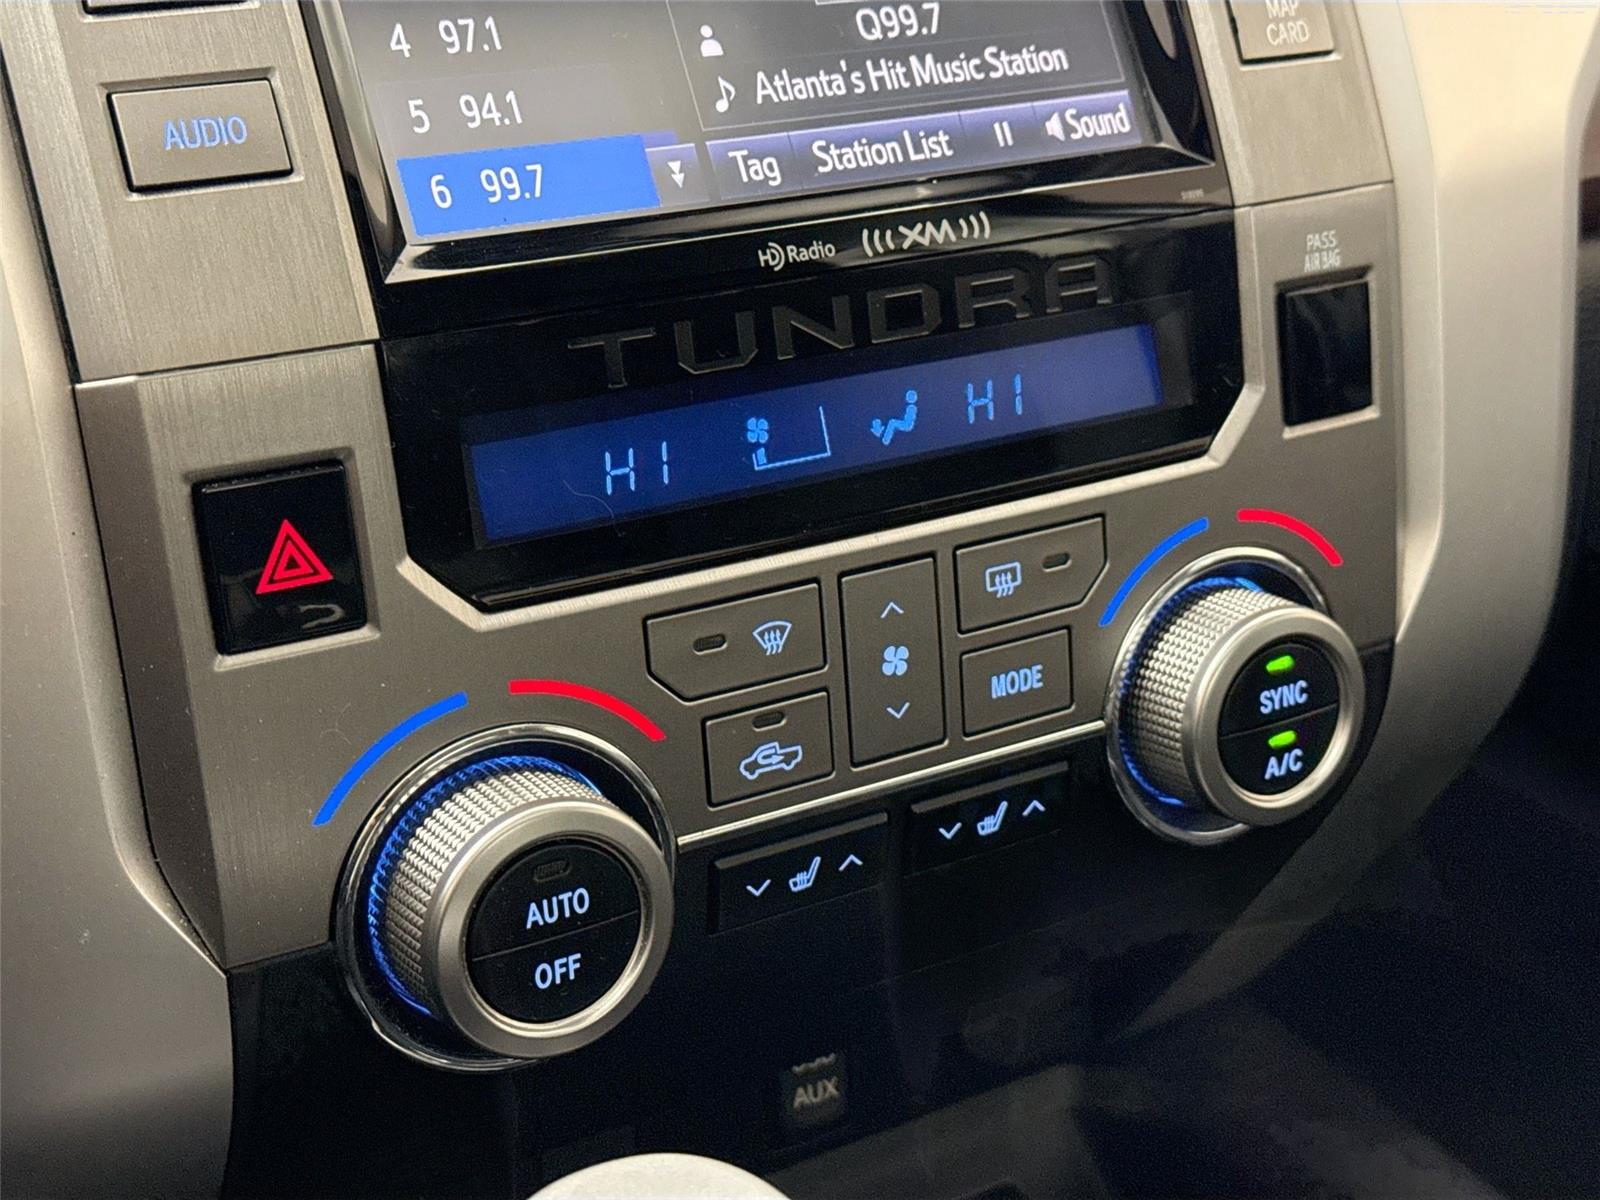 4 97.1
5 94.1
6 99.7
Q99.7
Atlanta's Hit Music Station
Tag
Station List
Sound
MAP
CARD
AUDIO
HD Radio
((( XM )))
TUNDRA
PASS
AIR BAG
HI
HI
MODE
SYNC
A/C
AUTO
OFF
AUX